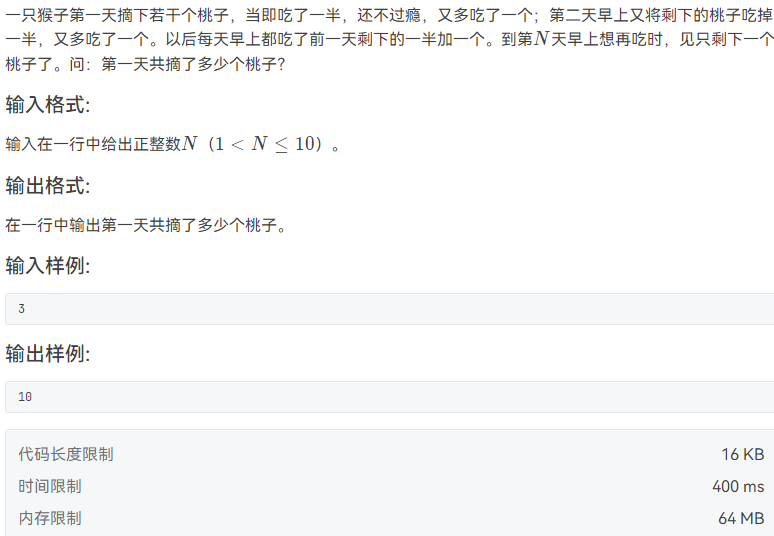 一只猴子第一天摘下若干个桃子，当即吃了一半，还不过瘾，又多吃了一个；第二天早上又将剩下的桃子吃掉
一半，又多吃了一个。以后每天早上都吃了前一天剩下的一半加一个。到第N天早上想再吃时，见只剩下一个
桃子了。问：第一天共摘了多少个桃子？
输入格式:
输入在一行中给出正整数N（1 < N ≤ 10）。
输出格式:
在一行中输出第一天共摘了多少个桃子。
输入样例:
3
输出样例:
10
代码长度限制 16 KB
时间限制 400 ms
内存限制 64 MB